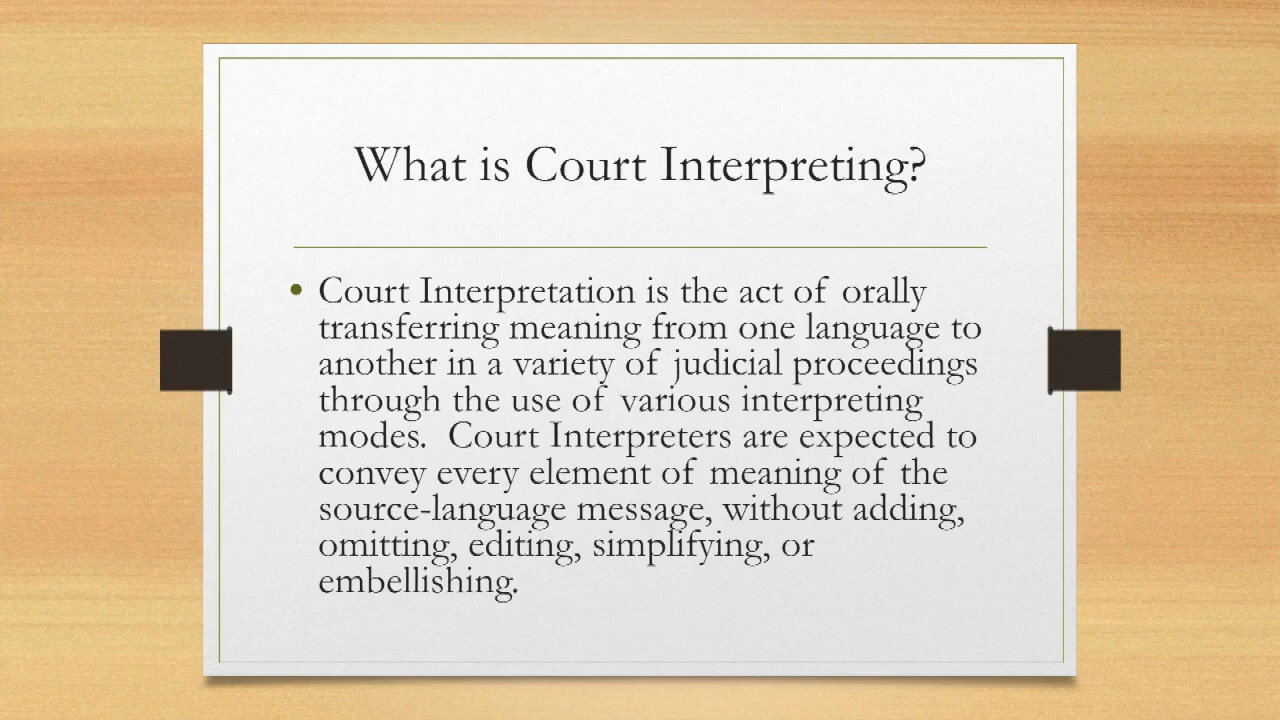 What is Court Interpreting?
• Court Interpretation is the act of orally
transferring meaning from one language to
another in a variety of judicial proceedings
through the use of various interpreting
modes.  Court Interpreters are expected to
convey every element of meaning of the
source-language message, without adding,
omitting, editing, simplifying, or
embellishing.